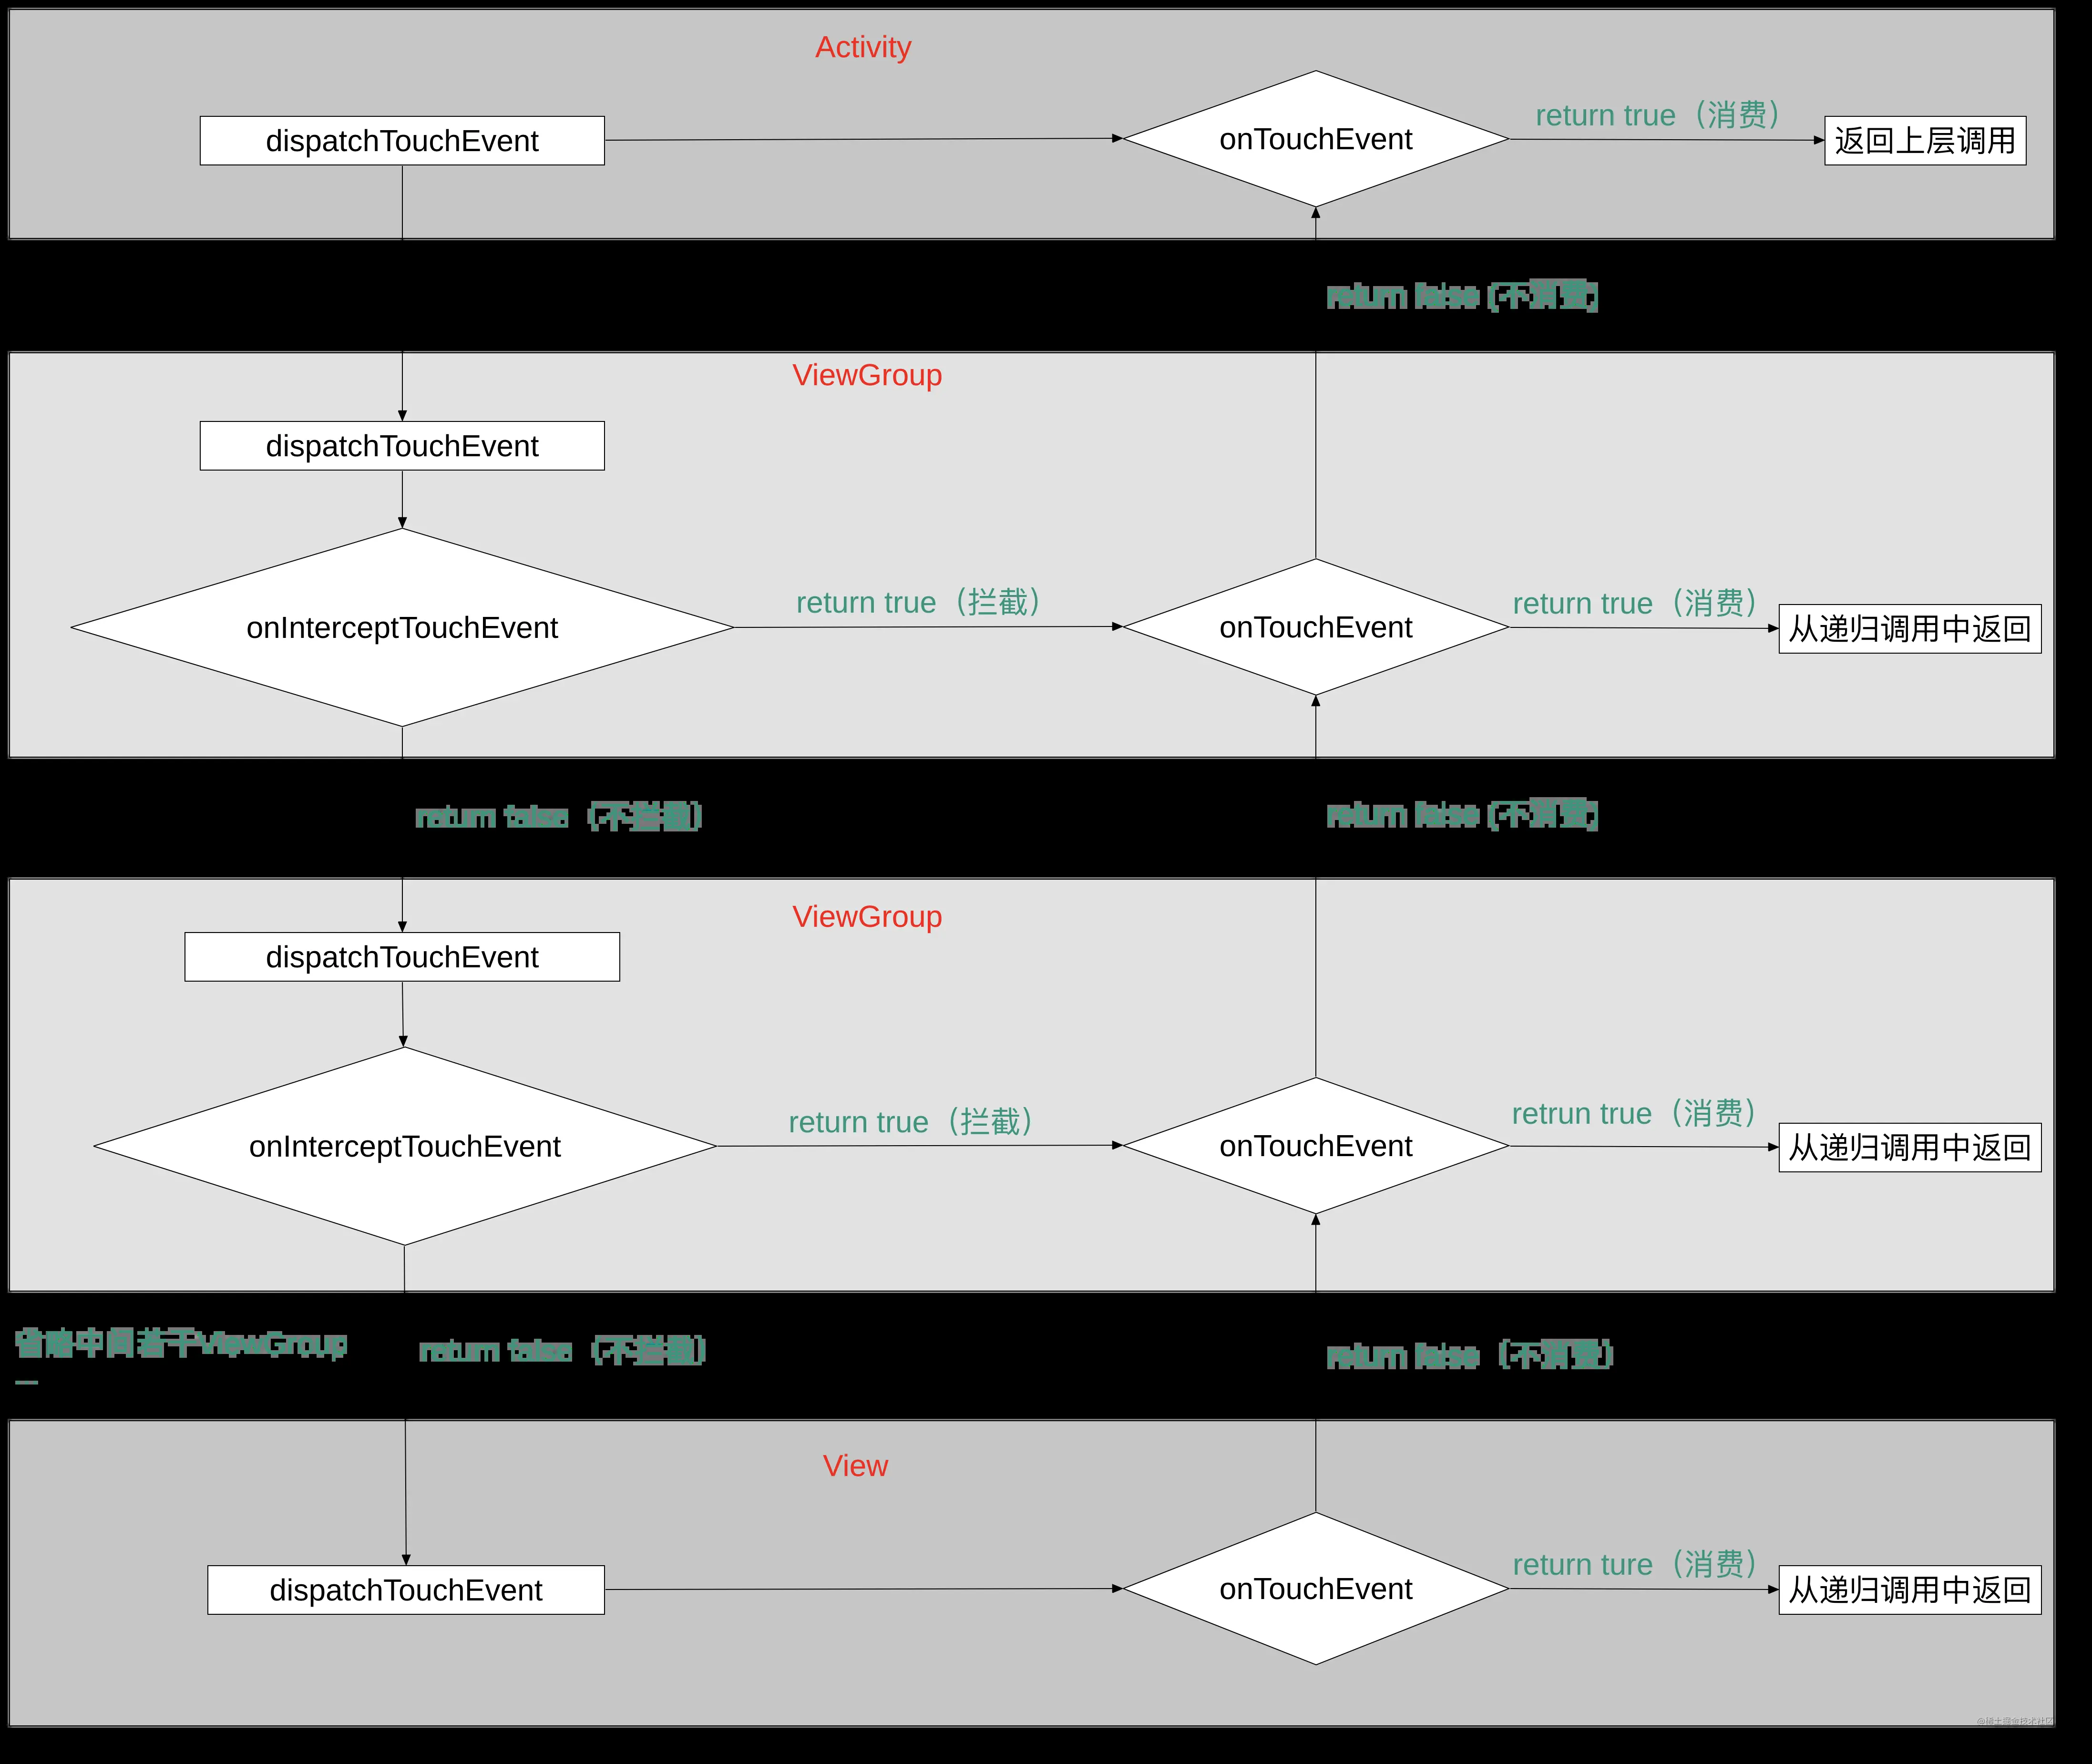 Activity
dispatchTouchEvent
onTouchEvent
return true（消费）
返回上层调用
return false (不消费)
ViewGroup
dispatchTouchEvent
onInterceptTouchEvent
return true（拦截）
onTouchEvent
return true（消费）
从递归调用中返回
return false（不拦截）
return false (不消费)
ViewGroup
dispatchTouchEvent
onInterceptTouchEvent
return true（拦截）
onTouchEvent
retrun true（消费）
从递归调用中返回
省略中间若干ViewGroup
return false（不拦截）
return false（不消费）
View
dispatchTouchEvent
onTouchEvent
return ture（消费）
从递归调用中返回
@稀土掘金技术社区